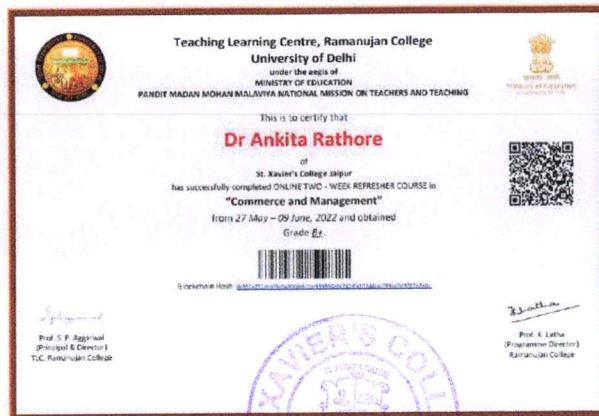 Teaching Learning Centre, Ramanujan College
University of Delhi
under the aegis of
MINISTRY OF EDUCATION
PANDIT MADAN MOHAN MALAVIYA NATIONAL MISSION ON TEACHERS AND TEACHING
This is to certify that
Dr Ankita Rathore
of
St. Xavier's College Jaipur
has successfully completed ONLINE TWO - WEEK REFRESHER COURSE in
"Commerce and Management"
from 27 May – 09 June, 2022 and obtained
Grade B+.
Blockchain Hash:
Prof. S. P. Aggarwal
(Principal & Director)
TLC, Ramanujan College
Prof. K. Latha
(Programme Director)
Ramanujan College
XAVIER'S COLL